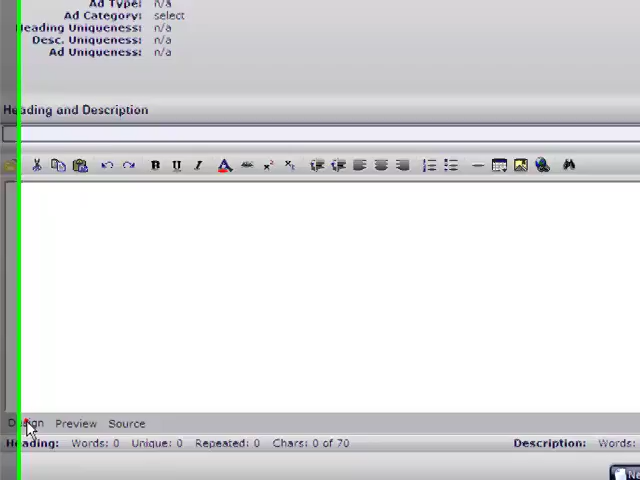 Ad Type: n/a
Ad Category: select
Heading Uniqueness: n/a
Desc. Uniqueness: n/a
Ad Uniqueness: n/a
Heading and Description
B U I A
Design Preview Source
Heading: Words: 0 Unique: 0 Repeated: 0 Chars: 0 of 70 Description: Words: